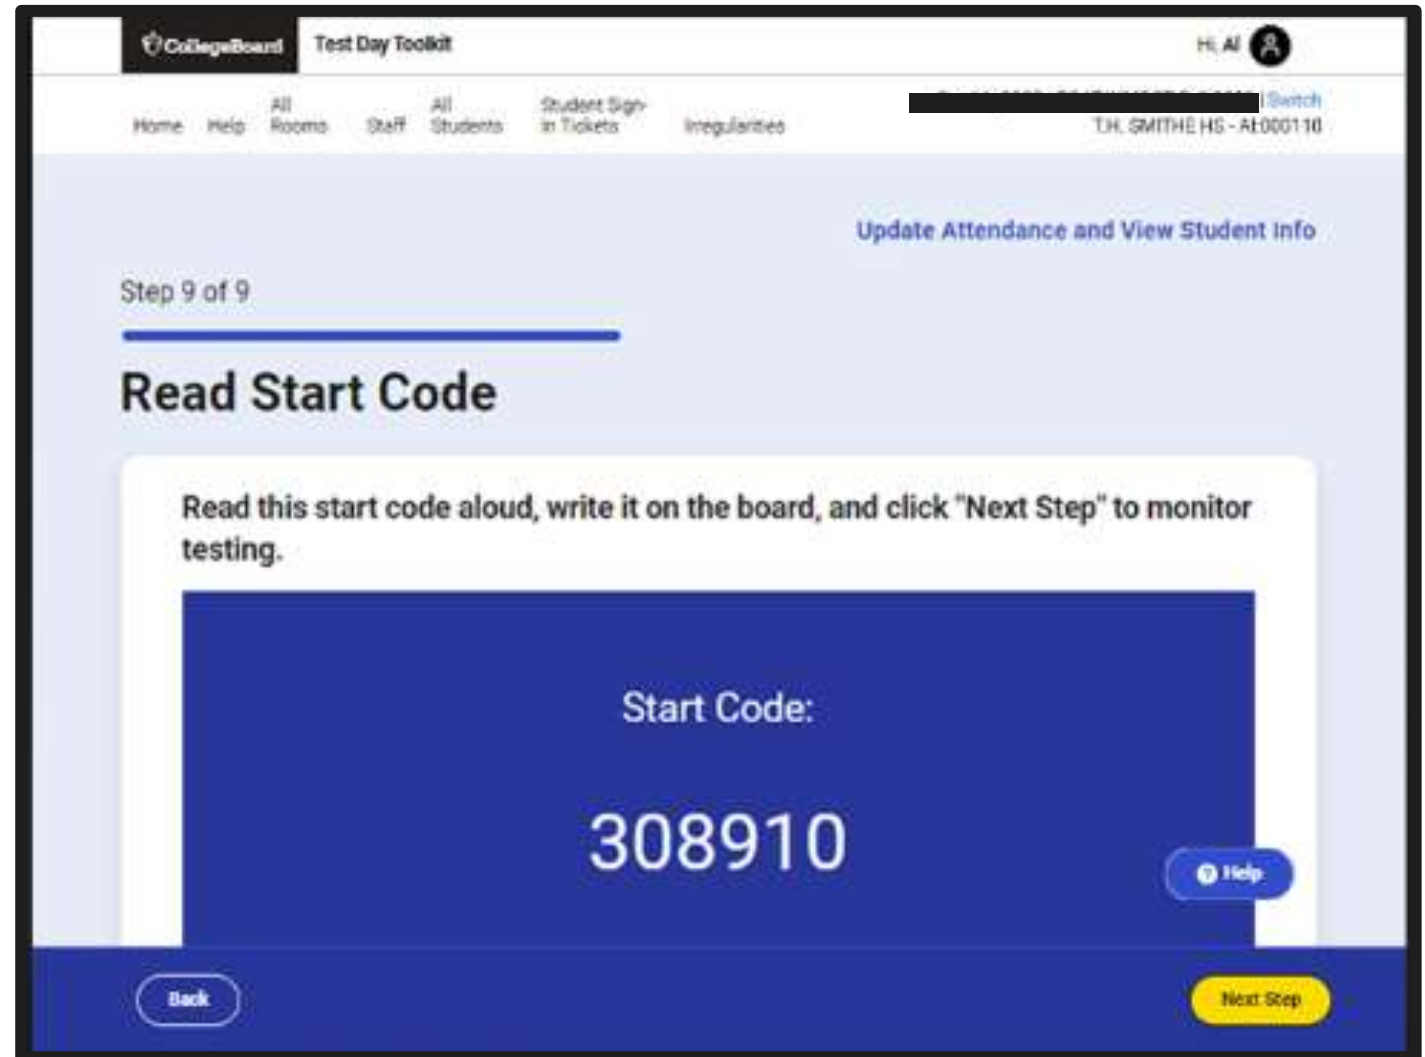 CollegeBoard
Test Day Toolkit
Hi, Al
Home
Help
All
Rooms
Staff
All
Students
Student Sign-
in Tickets
Irregularities
| Switch
T.H. SMITHE HS - AI:000110
Update Attendance and View Student Info
Step 9 of 9
Read Start Code
Read this start code aloud, write it on the board, and click "Next Step" to monitor
testing.
Start Code:
308910
Help
Back
Next Step